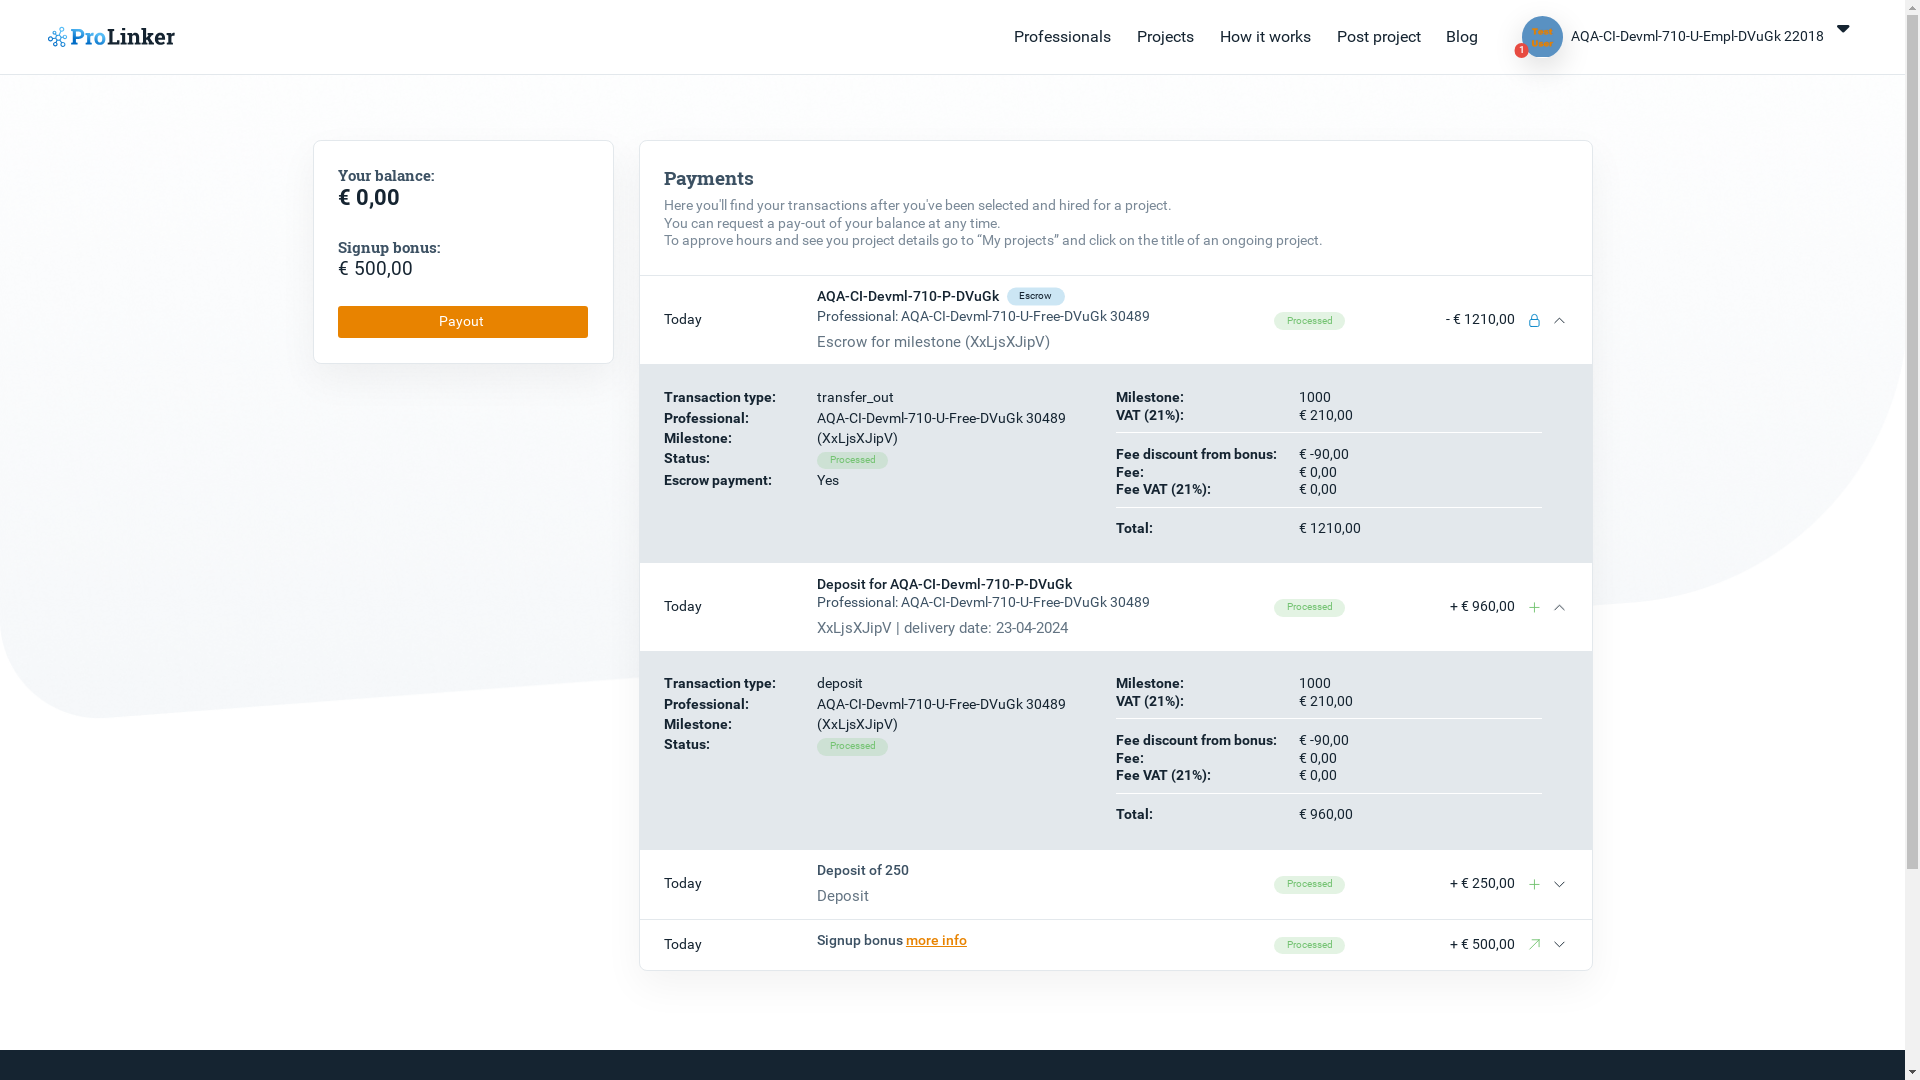 ProLinker
Professionals
Projects
How it works
Post project
Blog
Test
User
1
AQA-CI-Devml-710-U-Empl-DVuGk 22018
Your balance:
€ 0,00
Signup bonus:
€ 500,00
Payout
Payments
Here you'll find your transactions after you've been selected and hired for a project.
You can request a pay-out of your balance at any time.
To approve hours and see you project details go to “My projects” and click on the title of an ongoing project.
Today
AQA-CI-Devml-710-P-DVuGk Escrow
Professional: AQA-CI-Devml-710-U-Free-DVuGk 30489
Escrow for milestone (XxLjsXJipV)
Processed
- € 1210,00
Transaction type: transfer_out
Professional: AQA-CI-Devml-710-U-Free-DVuGk 30489
Milestone: (XxLjsXJipV)
Status: Processed
Escrow payment: Yes
Milestone: 1000
VAT (21%): € 210,00
Fee discount from bonus: € -90,00
Fee: € 0,00
Fee VAT (21%): € 0,00
Total: € 1210,00
Today
Deposit for AQA-CI-Devml-710-P-DVuGk
Professional: AQA-CI-Devml-710-U-Free-DVuGk 30489
XxLjsXJipV | delivery date: 23-04-2024
Processed
+ € 960,00
Transaction type: deposit
Professional: AQA-CI-Devml-710-U-Free-DVuGk 30489
Milestone: (XxLjsXJipV)
Status: Processed
Milestone: 1000
VAT (21%): € 210,00
Fee discount from bonus: € -90,00
Fee: € 0,00
Fee VAT (21%): € 0,00
Total: € 960,00
Today
Deposit of 250
Deposit
Processed
+ € 250,00
Today
Signup bonus more info
Processed
+ € 500,00